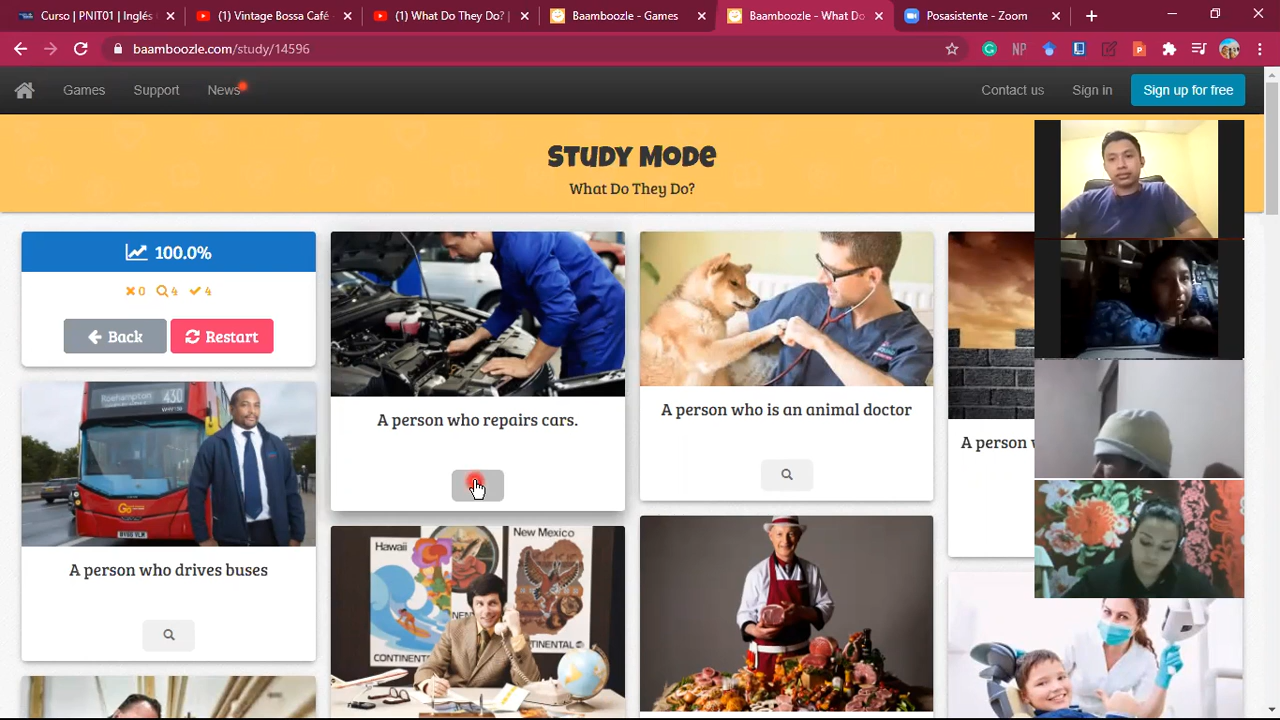 Curso | PNIT01 | Inglés
(1) Vintage Bossa Café
(1) What Do They Do? |
Baamboozle - Games
Baamboozle - What Do
Posasistente - Zoom
baamboozle.com/study/14596
NP
Games
Support
News
Contact us
Sign in
Sign up for free
STUDY MODE
What Do They Do?
100.0%
0
4
4
Back
Restart
A person who repairs cars.
A person who is an animal doctor
A person
Roehampton 430
A person who drives buses
Hawaii
New Mexico
CONTINENTAL
CONTINENTAL